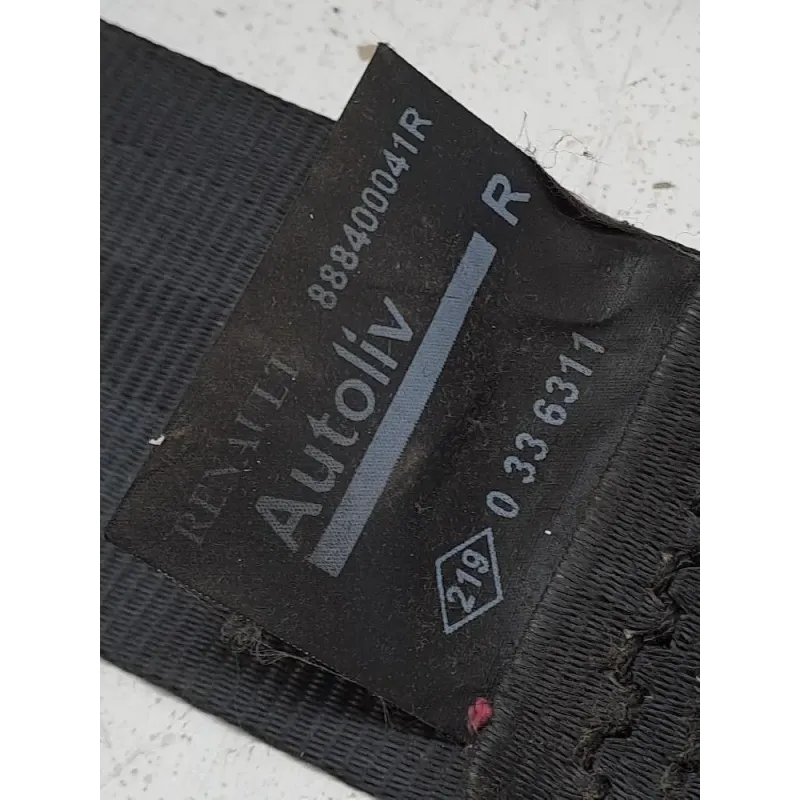 RENAULT 888400041R
Autoliv R
219 0 33 6311